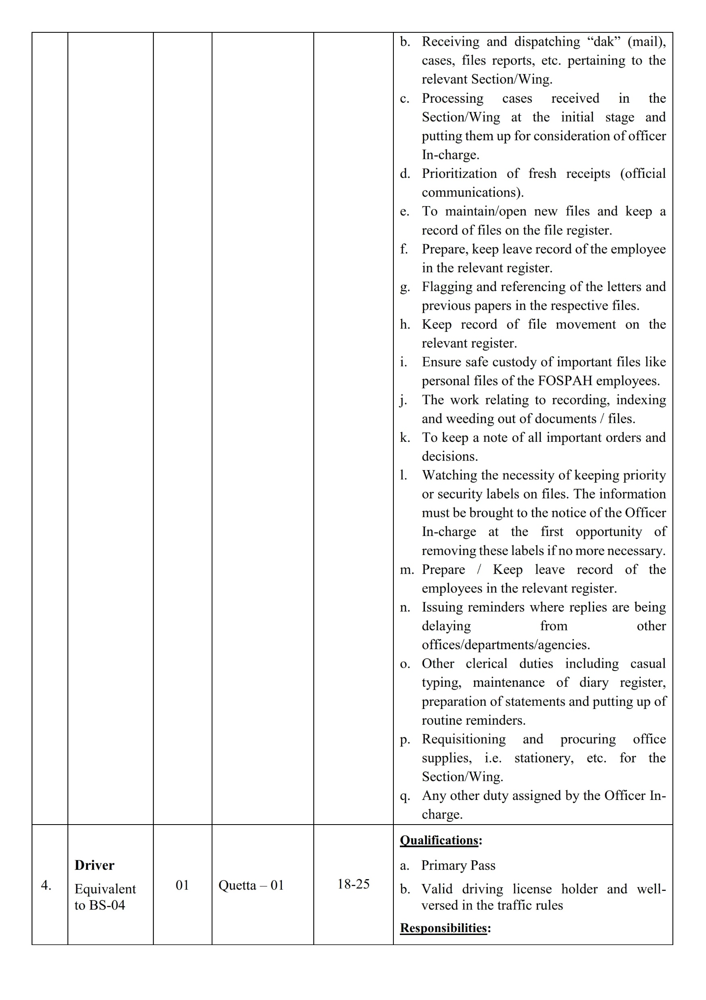 b. Receiving and dispatching “dak” (mail),
cases, files reports, etc. pertaining to the
relevant Section/Wing.
c. Processing cases received in the
Section/Wing at the initial stage and
putting them up for consideration of officer
In-charge.
d. Prioritization of fresh receipts (official
communications).
e. To maintain/open new files and keep a
record of files on the file register.
f. Prepare, keep leave record of the employee
in the relevant register.
g. Flagging and referencing of the letters and
previous papers in the respective files.
h. Keep record of file movement on the
relevant register.
i. Ensure safe custody of important files like
personal files of the FOSPAH employees.
j. The work relating to recording, indexing
and weeding out of documents / files.
k. To keep a note of all important orders and
decisions.
l. Watching the necessity of keeping priority
or security labels on files. The information
must be brought to the notice of the Officer
In-charge at the first opportunity of
removing these labels if no more necessary.
m. Prepare / Keep leave record of the
employees in the relevant register.
n. Issuing reminders where replies are being
delaying from other
offices/departments/agencies.
o. Other clerical duties including casual
typing, maintenance of diary register,
preparation of statements and putting up of
routine reminders.
p. Requisitioning and procuring office
supplies, i.e. stationery, etc. for the
Section/Wing.
q. Any other duty assigned by the Officer In-
charge.
4.
Driver
Equivalent
to BS-04
01
Quetta – 01
18-25
Qualifications:
a. Primary Pass
b. Valid driving license holder and well-
versed in the traffic rules
Responsibilities: